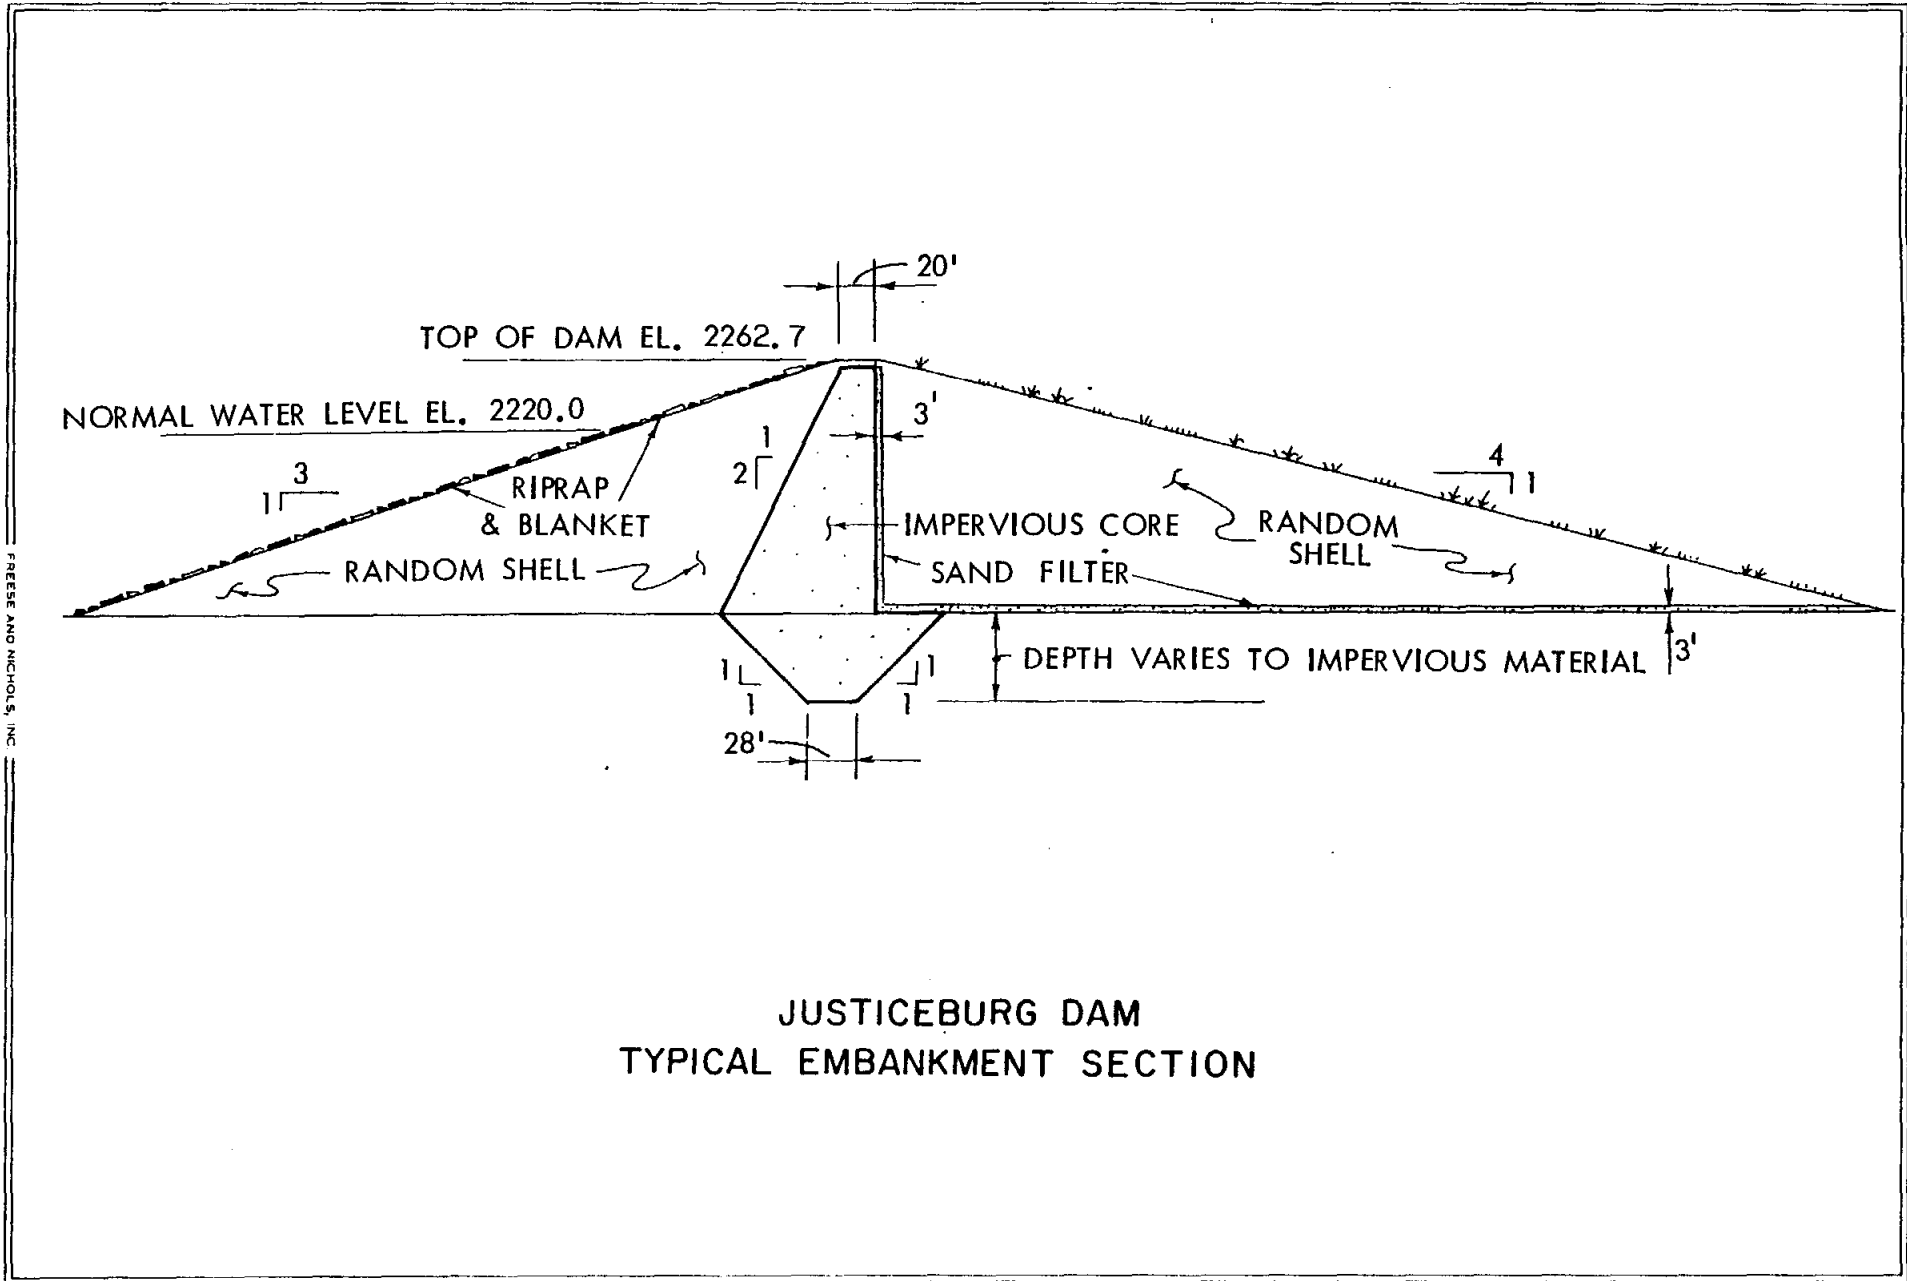 20'
TOP OF DAM EL. 2262.7
NORMAL WATER LEVEL EL. 2220.0
3'
1
2
3
1
4
1
RIPRAP
& BLANKET
IMPERVIOUS CORE
RANDOM
SHELL
RANDOM SHELL
SAND FILTER
DEPTH VARIES TO IMPERVIOUS MATERIAL
3'
1
1
1
1
28'
FREESE AND NICHOLS, INC.
JUSTICEBURG DAM
TYPICAL EMBANKMENT SECTION